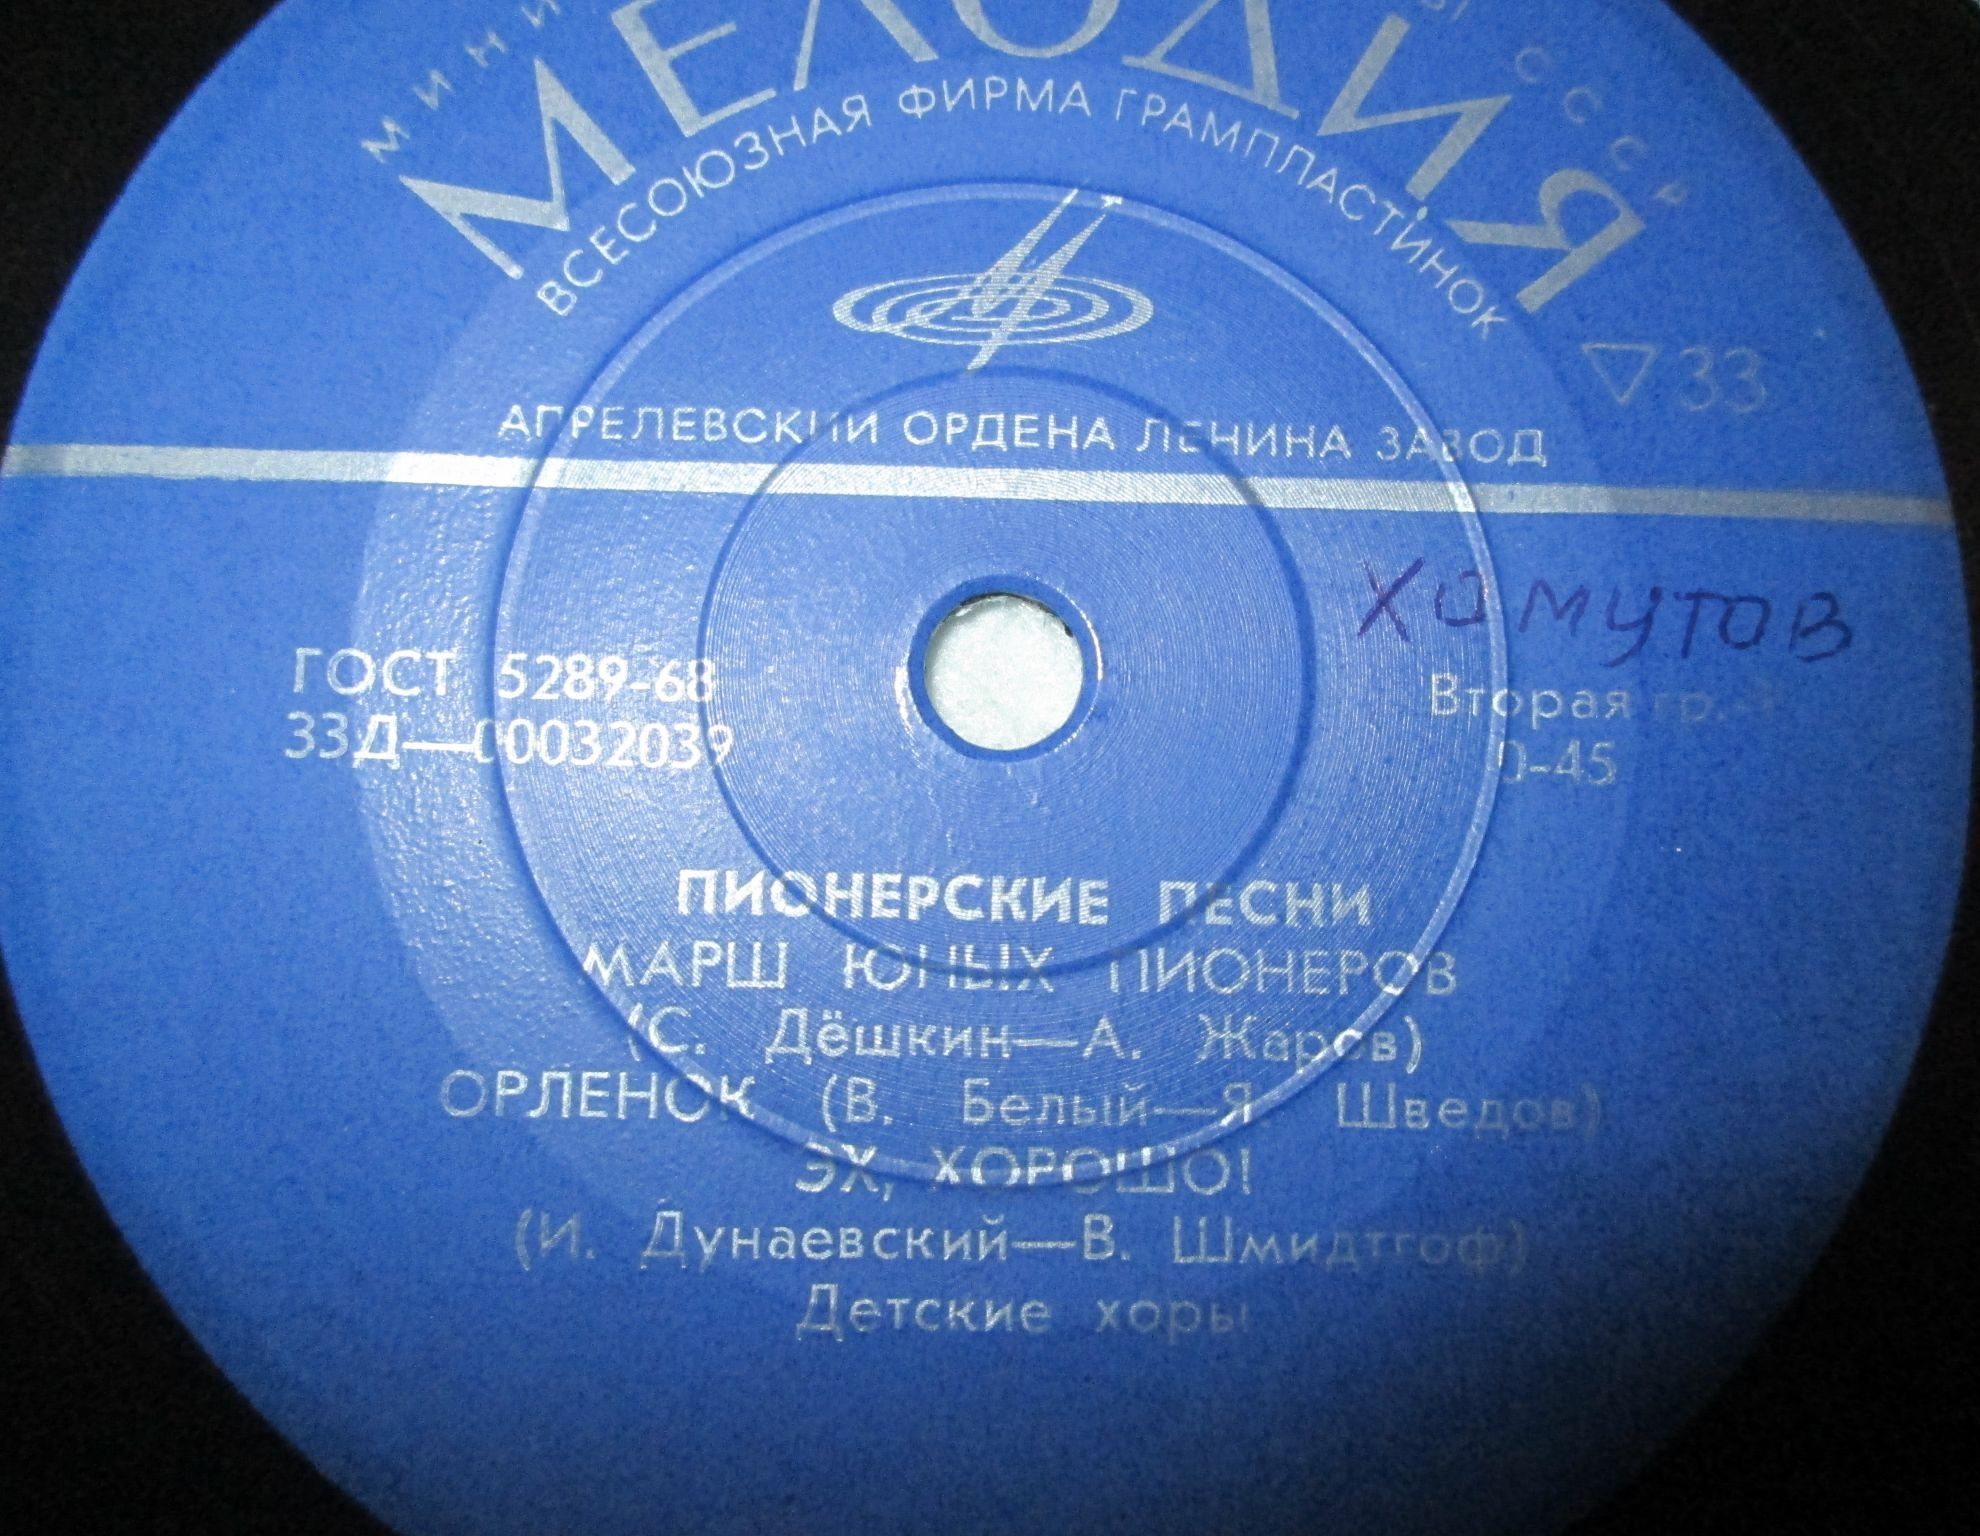 МЕЛОДИЯ
СССР
ВСЕСОЮЗНАЯ ФИРМА ГРАМПЛАСТИНОК
▽33
АПРЕЛЕВСКИЙ ОРДЕНА ЛЕНИНА ЗАВОД
ХОМУТОВ
ГОСТ 5289-68
33Д—00032039
Вторая гр.
0-45
ПИОНЕРСКИЕ ПЕСНИ
МАРШ ЮНЫХ ПИОНЕРОВ
(С. Дёшкин—А. Жаров)
ОРЛЕНОК (В. Белый—Я. Шведов)
ЭХ, ХОРОШО!
(И. Дунаевский—В. Шмидтгоф)
Детские хоры